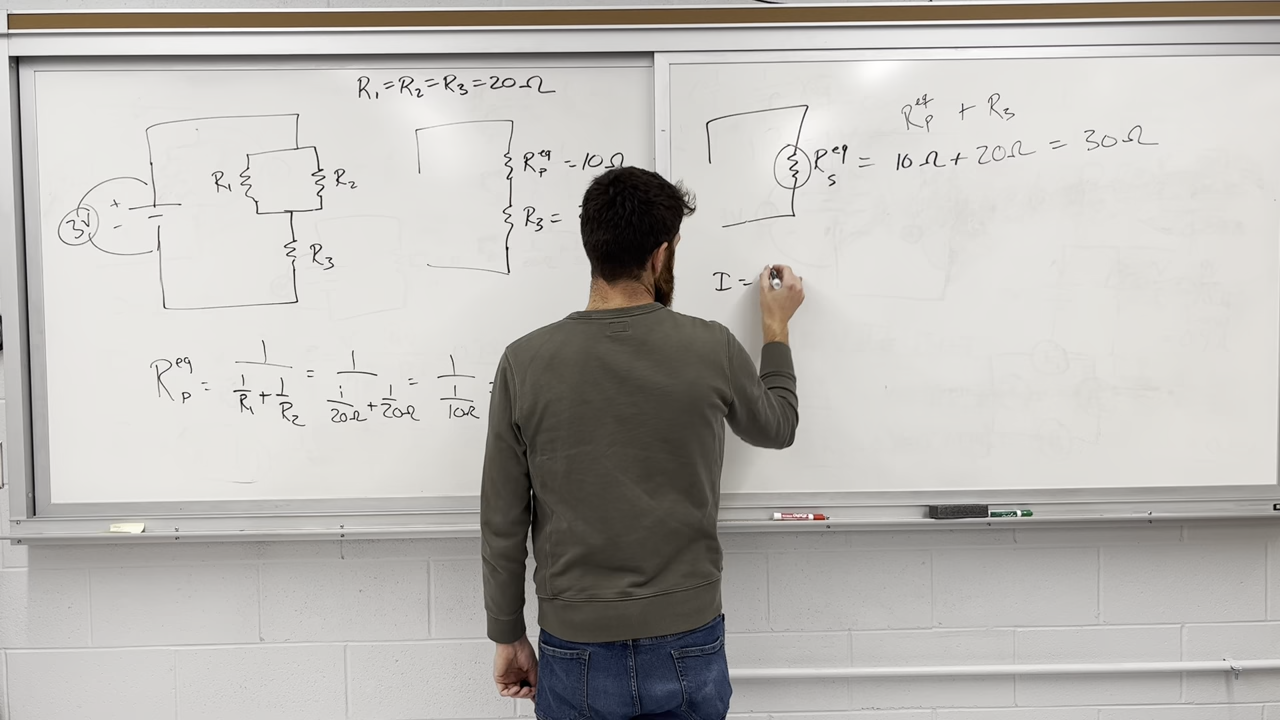 R₁ = R₂ = R₃ = 20Ω
R₁
R₂
3V
+
-
R₃
R_p^eq = 10Ω
R₃ =
R_p^eq = 1/(1/R₁ + 1/R₂) = 1/(1/20Ω + 1/20Ω) = 1/(1/10Ω) =
R_p^eq + R₃
R_s^eq = 10Ω + 20Ω = 30Ω
I =